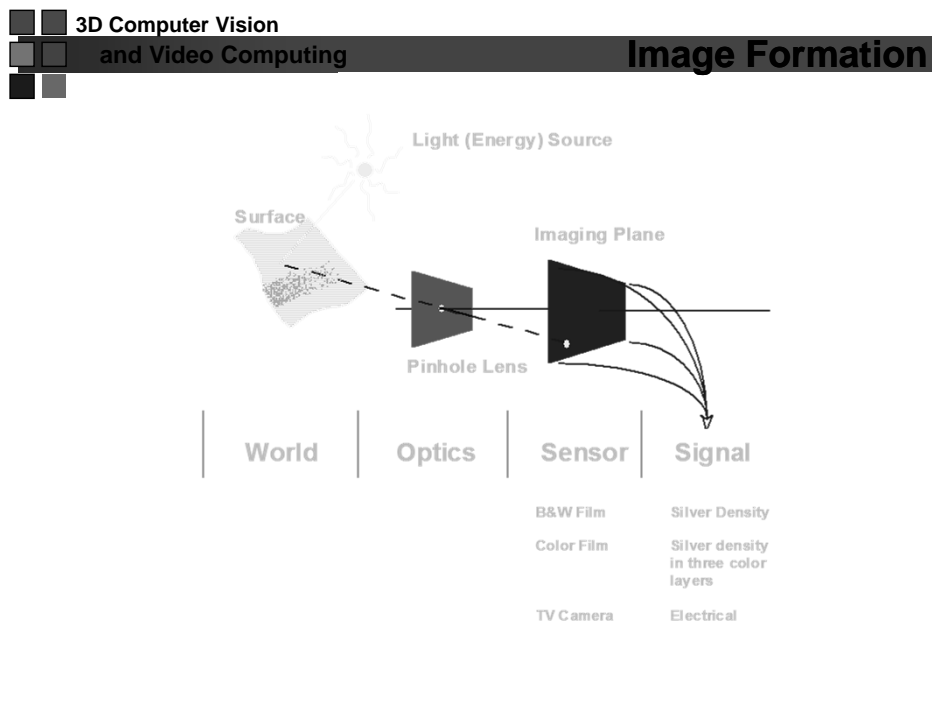 3D Computer Vision
and Video Computing
Image Formation
Light (Energy) Source
Surface
Imaging Plane
Pinhole Lens
World
Optics
Sensor
Signal
B&W Film
Silver Density
Color Film
Silver density
in three color
layers
TV Camera
Electrical